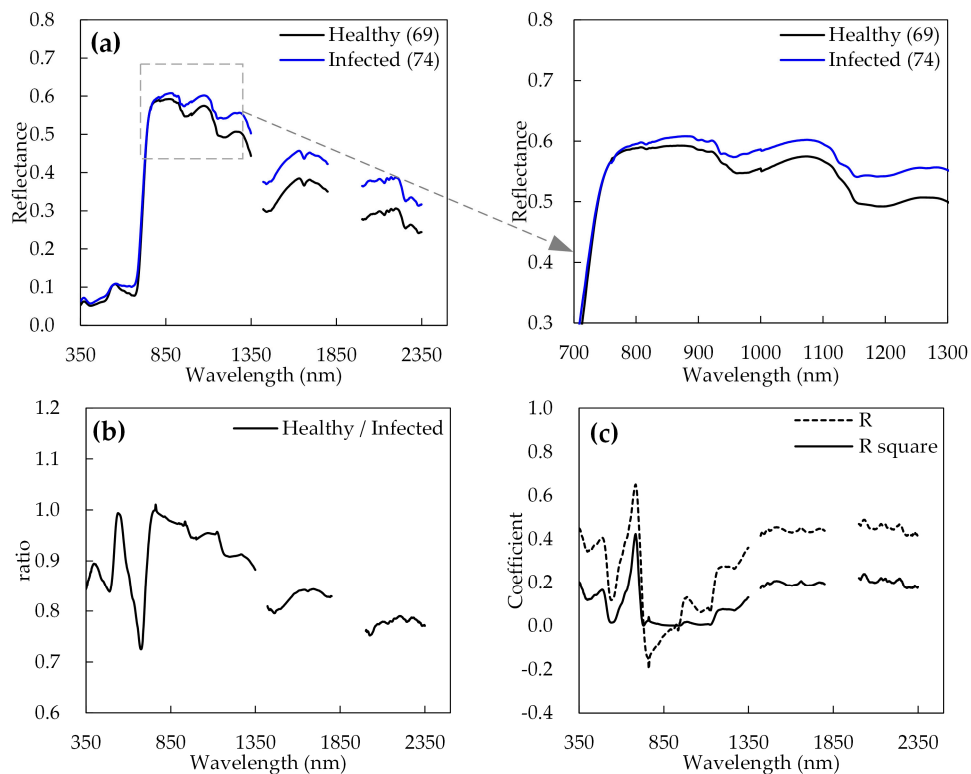 (a)
Healthy (69)
Infected (74)
0.8
0.7
0.6
0.5
0.4
0.3
0.2
0.1
0.0
Reflectance
350 850 1350 1850 2350
Wavelength (nm)
Healthy (69)
Infected (74)
0.8
0.7
0.6
0.5
0.4
0.3
Reflectance
700 800 900 1000 1100 1200 1300
Wavelength (nm)
(b)
Healthy / Infected
1.2
1.1
1.0
0.9
0.8
0.7
0.6
ratio
350 850 1350 1850 2350
Wavelength (nm)
(c)
R
R square
1.0
0.8
0.6
0.4
0.2
0.0
-0.2
-0.4
Coefficient
350 850 1350 1850 2350
Wavelength (nm)